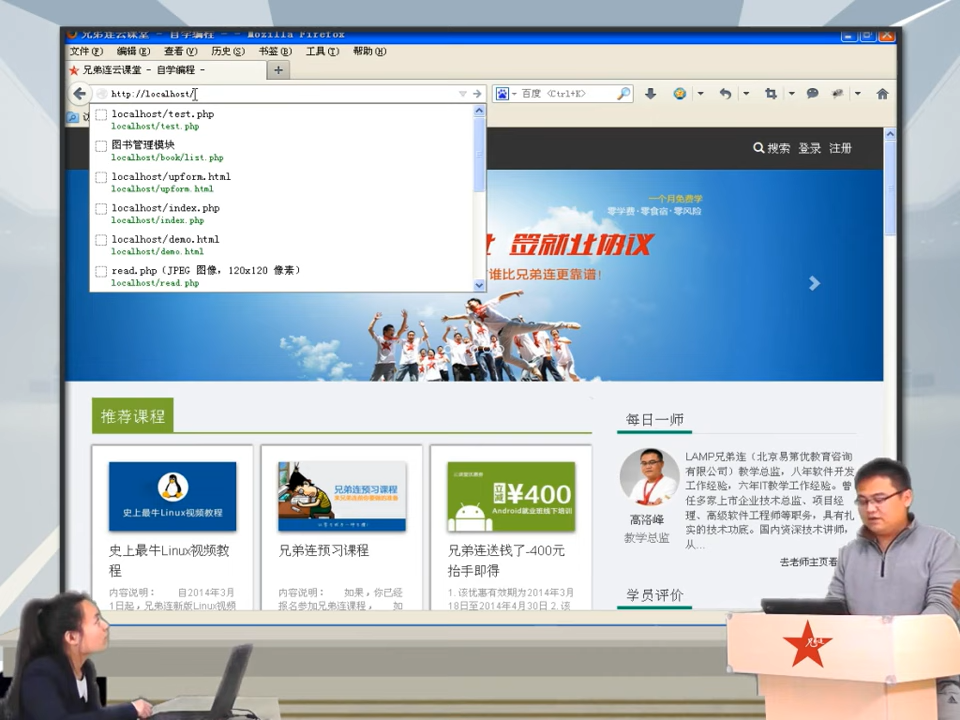 兄弟连云课堂 - 自学编程 - - Mozilla Firefox
文件(F) 编辑(E) 查看(V) 历史(S) 书签(B) 工具(T) 帮助(H)
兄弟连云课堂 - 自学编程 -
http://localhost/
百度 <Ctrl+K>
localhost/test.php
localhost/test.php
图书管理模块
localhost/book/list.php
localhost/upform.html
localhost/upform.html
localhost/index.php
localhost/index.php
localhost/demo.html
localhost/demo.html
read.php (JPEG 图像, 120x120 像素)
localhost/read.php
搜索 登录 注册
一个月免费学
零学费·零食宿·零风险
签就业协议
谁比兄弟连更靠谱!
推荐课程
每日一师
史上最牛Linux视频教程
兄弟连预习课程
立减¥400
Android就业班线下培训
史上最牛Linux视频教程
兄弟连预习课程
兄弟连送钱了-400元抬手即得
内容说明: 自2014年3月1日起,兄弟连新版Linux视频
内容说明: 如果,你已经报名参加兄弟连课程, 如
1. 该优惠有效期为2014年3月18日至2014年4月30日 2. 该
高洛峰
教学总监
LAMP兄弟连(北京易第优教育咨询
有限公司)教学总监,八年软件开发
工作经验,六年IT教学工作经验。曾
任多家上市企业技术总监、项目经
理、高级软件工程师等职务,具有扎
实的技术功底。国内资深技术讲师,
从...
去老师主页看
学员评价